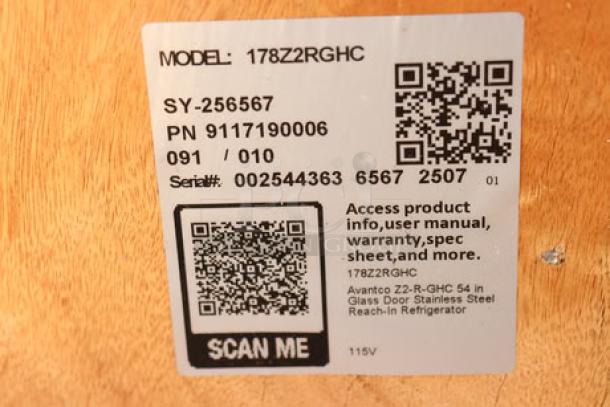 MODEL: 178Z2RGHC
SY-256567
PN 9117190006
091 / 010
Serial#: 002544363 6567 2507 01
Access product
info,user manual,
warranty,spec
sheet,and more.
178Z2RGHC
Avantco Z2-R-GHC 54 in
Glass Door Stainless Steel
Reach-In Refrigerator
115V
SCAN ME